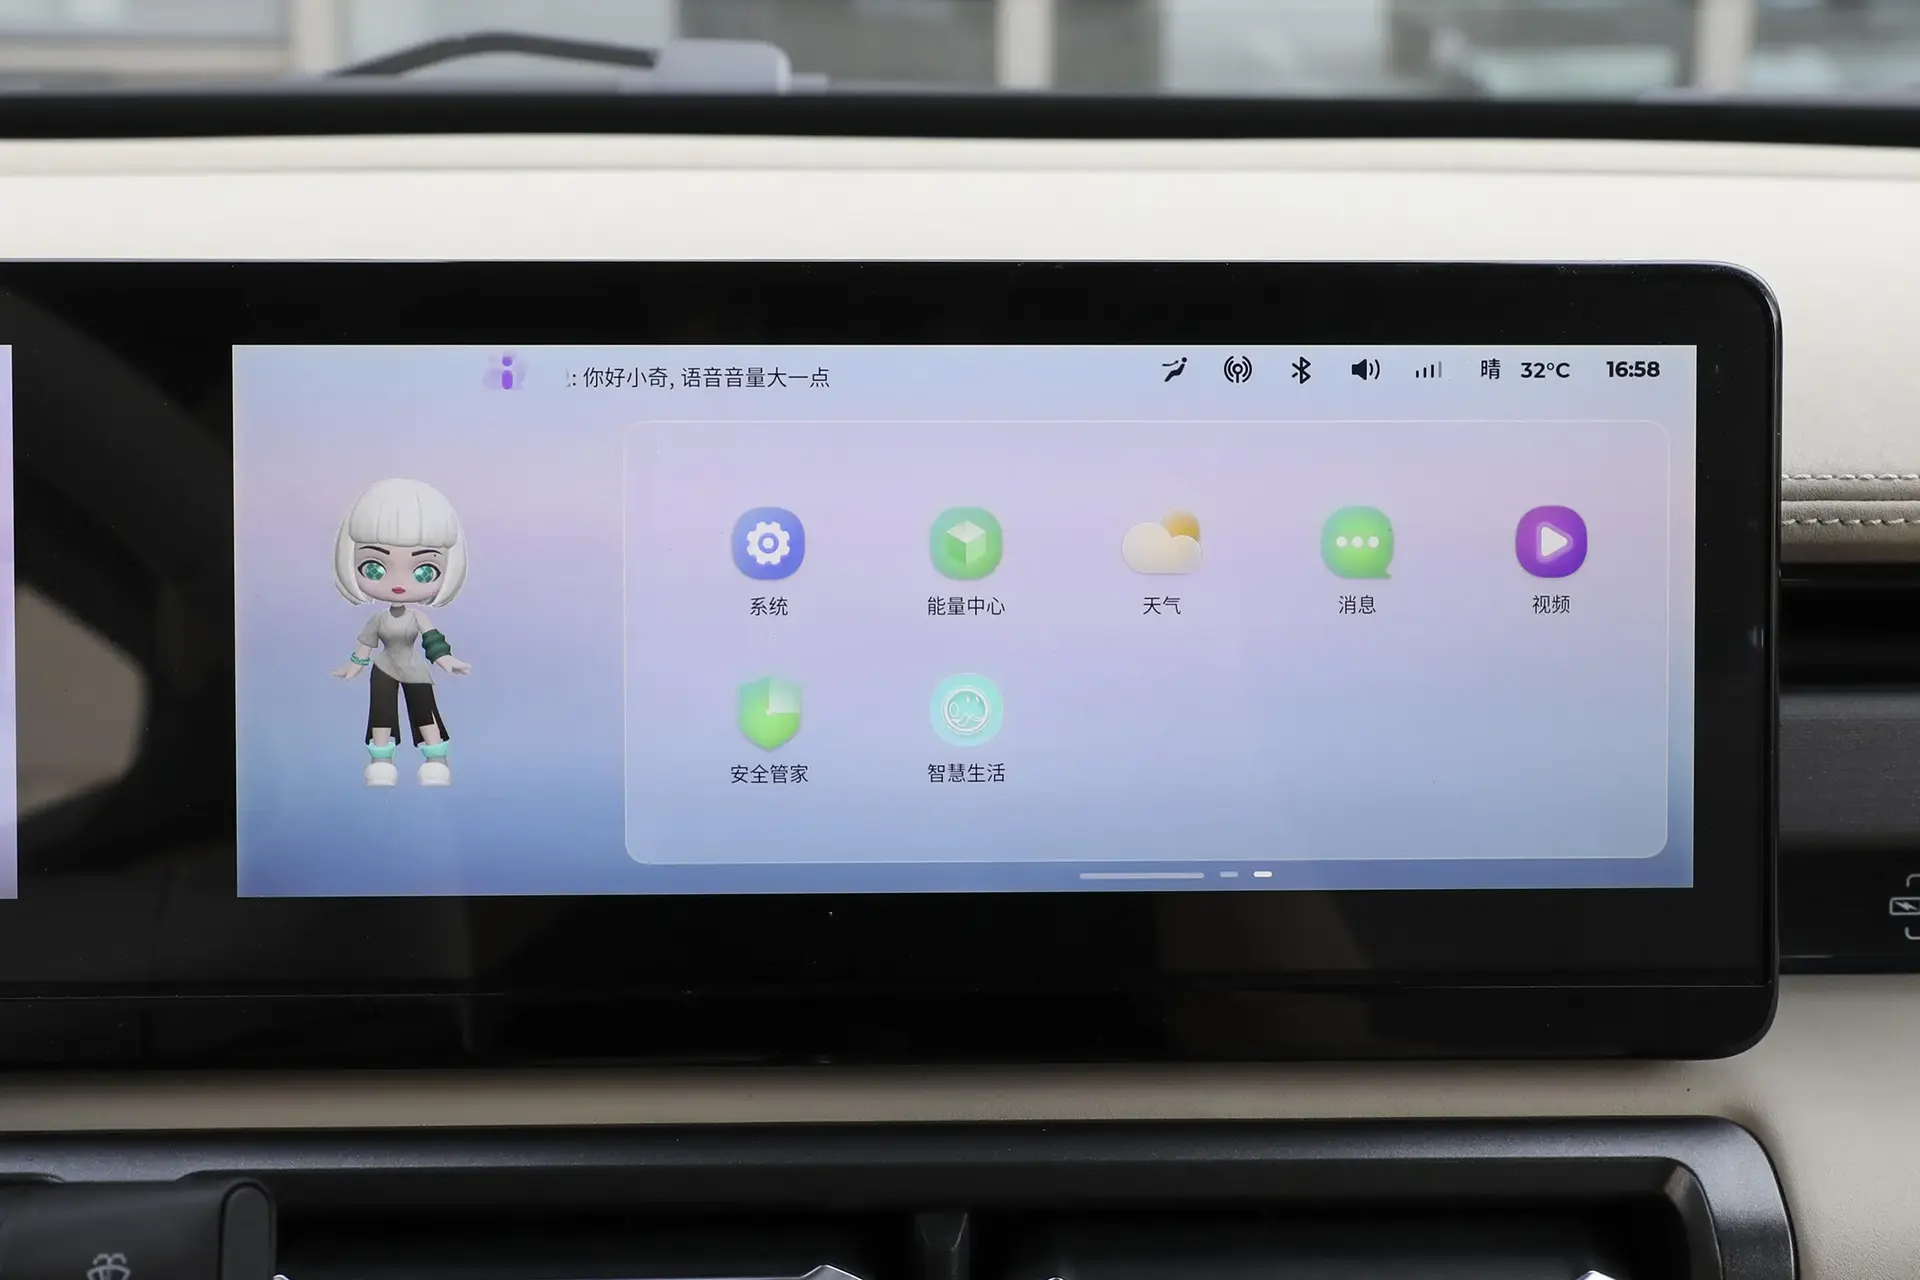 : 你好小奇, 语音音量大一点
晴 32°C 16:58
系统 能量中心 天气 消息 视频
安全管家 智慧生活